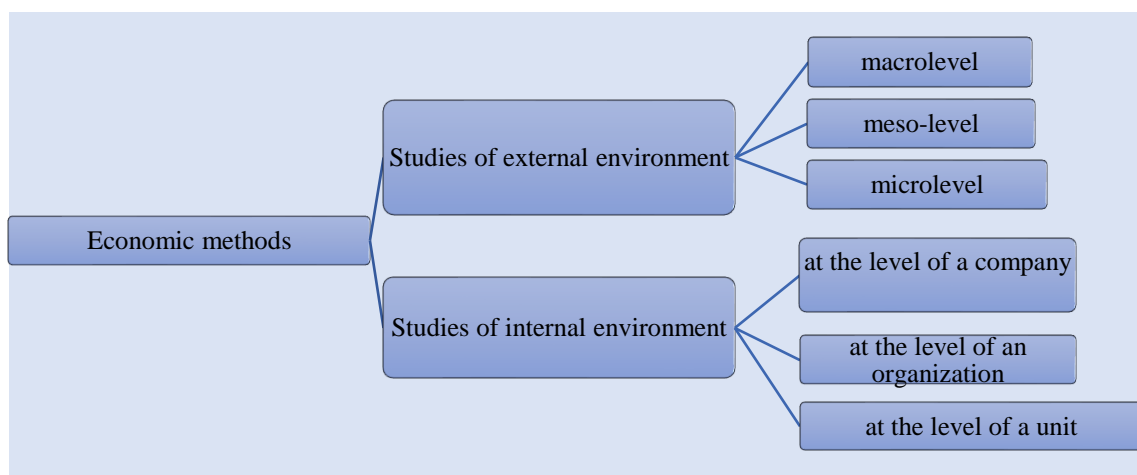 Economic methods
Studies of external environment
macrolevel
meso-level
microlevel
Studies of internal environment
at the level of a company
at the level of an
organization
at the level of a unit